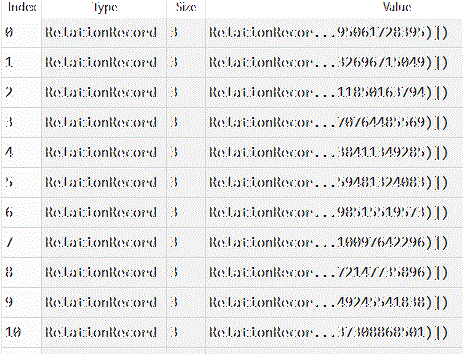 Index Type Size Value
0 RelationRecord 3 RelationRecor...95061728395)])
1 RelationRecord 3 RelationRecor...32696715049)])
2 RelationRecord 3 RelationRecor...11850163794)])
3 RelationRecord 3 RelationRecor...70764485569)])
4 RelationRecord 3 RelationRecor...38411349285)])
5 RelationRecord 3 RelationRecor...59481324083)])
6 RelationRecord 3 RelationRecor...98515519573)])
7 RelationRecord 3 RelationRecor...10097642296)])
8 RelationRecord 3 RelationRecor...72147735896)])
9 RelationRecord 3 RelationRecor...49245541838)])
10 RelationRecord 3 RelationRecor...37308868501)])